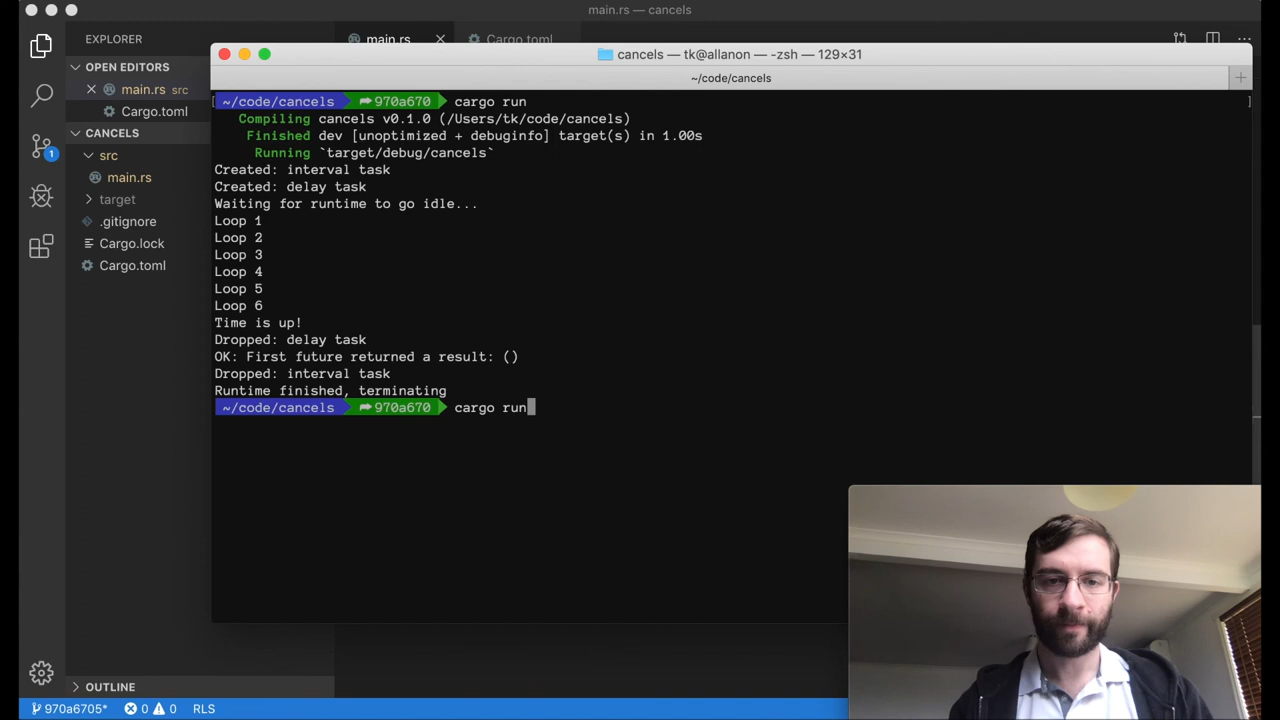 main.rs — cancels
EXPLORER
main.rs
Cargo.toml
OPEN EDITORS
main.rs src
Cargo.toml
CANCELS
src
main.rs
target
.gitignore
Cargo.lock
Cargo.toml
OUTLINE
1
cancels — tk@allanon — -zsh — 129×31
~/code/cancels
~/code/cancels 970a670 cargo run
Compiling cancels v0.1.0 (/Users/tk/code/cancels)
Finished dev [unoptimized + debuginfo] target(s) in 1.00s
Running `target/debug/cancels`
Created: interval task
Created: delay task
Waiting for runtime to go idle...
Loop 1
Loop 2
Loop 3
Loop 4
Loop 5
Loop 6
Time is up!
Dropped: delay task
OK: First future returned a result: ()
Dropped: interval task
Runtime finished, terminating
~/code/cancels 970a670 cargo run
970a6705* 0 0 RLS